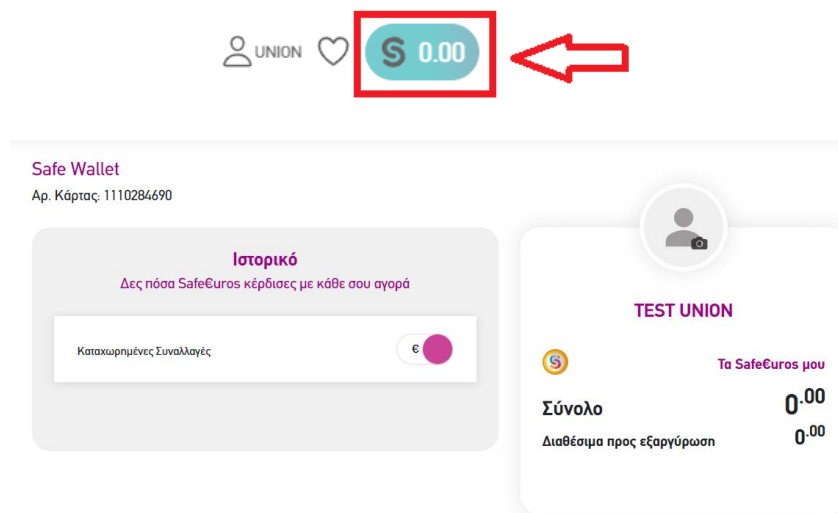 UNION S 0.00
Safe Wallet
Αρ. Κάρτας: 1110284690
Ιστορικό
Δες πόσα Safe€uros κέρδισες με κάθε σου αγορά
Καταχωρημένες Συναλλαγές €
TEST UNION
S Τα Safe€uros μου
Σύνολο 0.00
Διαθέσιμα προς εξαργύρωση 0.00